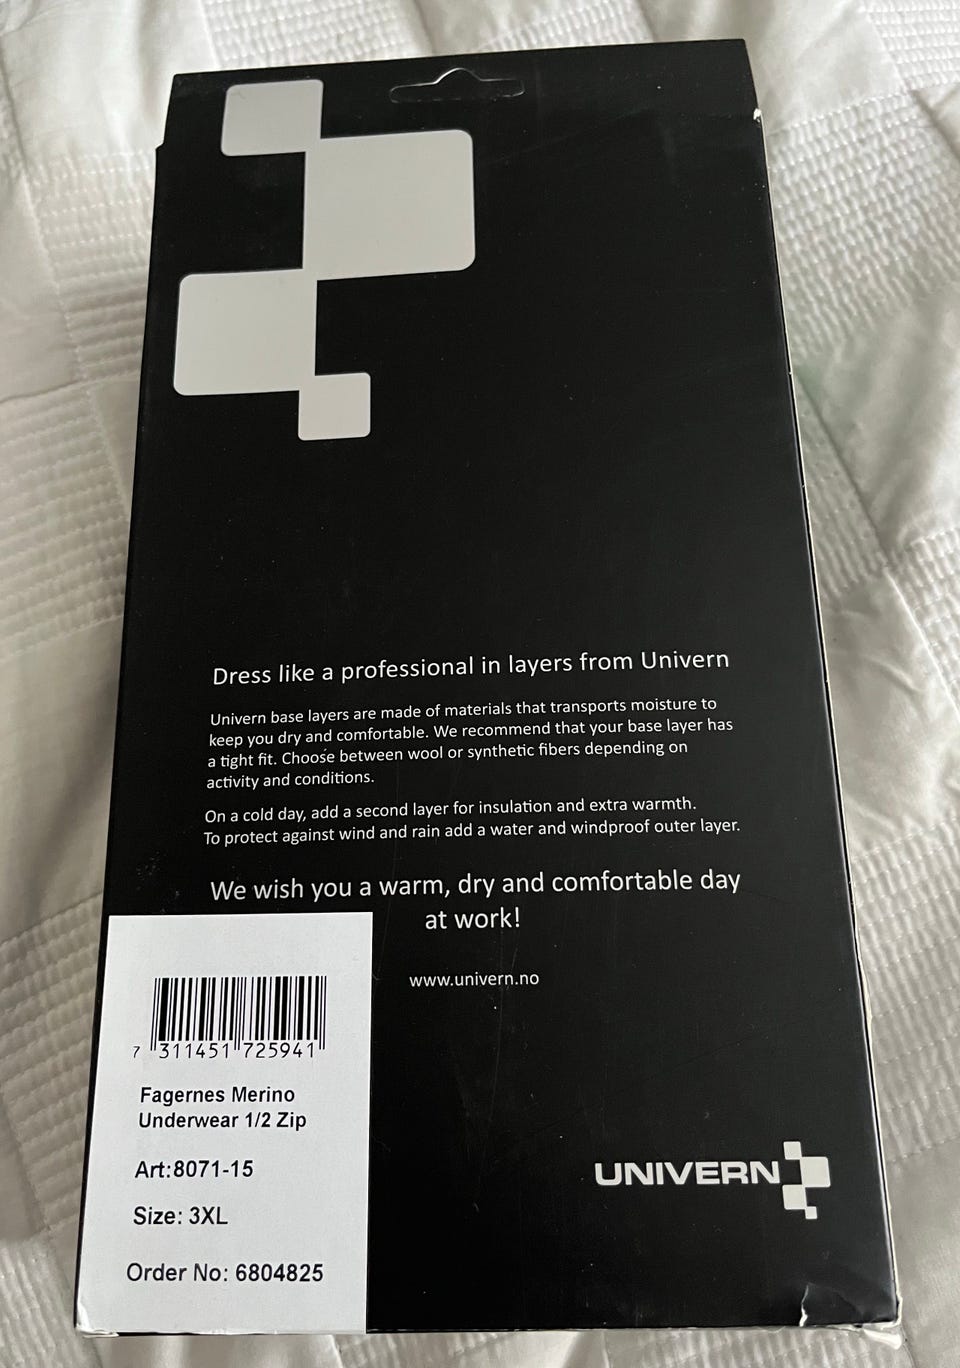 Dress like a professional in layers from Univern
Univern base layers are made of materials that transports moisture to
keep you dry and comfortable. We recommend that your base layer has
a tight fit. Choose between wool or synthetic fibers depending on
activity and conditions.
On a cold day, add a second layer for insulation and extra warmth.
To protect against wind and rain add a water and windproof outer layer.
We wish you a warm, dry and comfortable day
at work!
www.univern.no
7 311451 725941
Fagernes Merino
Underwear 1/2 Zip
Art:8071-15
Size: 3XL
Order No: 6804825
UNIVERN